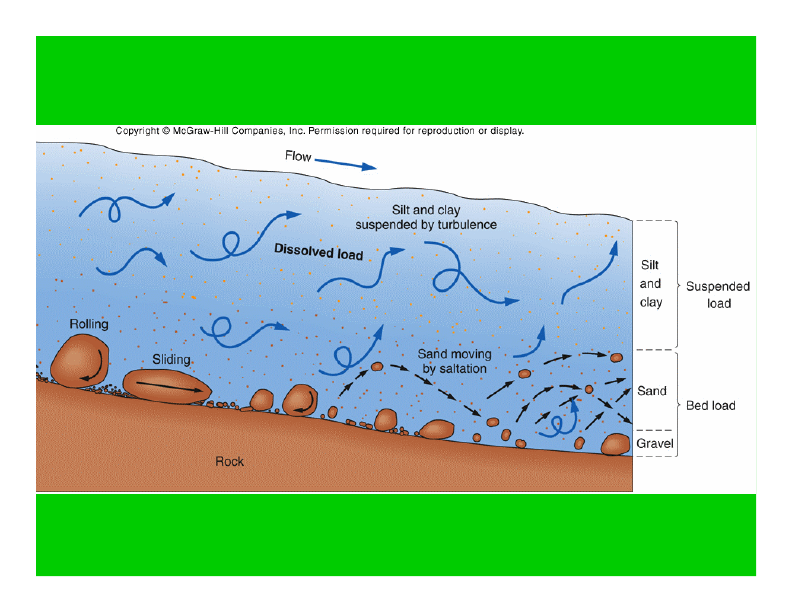 Copyright © McGraw-Hill Companies, Inc. Permission required for reproduction or display.
Flow
Silt and clay
suspended by turbulence
Dissolved load
Silt
and
clay
Suspended
load
Rolling
Sliding
Sand moving
by saltation
Sand
Bed load
Gravel
Rock